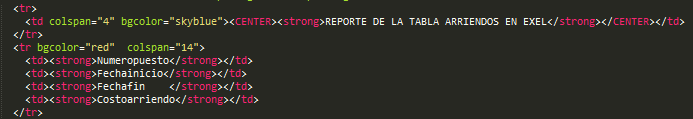 <tr>
<td colspan="4" bgcolor="skyblue"><CENTER><strong>REPORTE DE LA TABLA ARRIENDOS EN EXEL</strong></CENTER></td>
</tr>
<tr bgcolor="red"  colspan="14">
<td><strong>Numeropuesto</strong></td>
<td><strong>Fechainicio</strong></td>
<td><strong>Fechafin    </strong></td>
<td><strong>Costoarriendo</strong></td>
</tr>